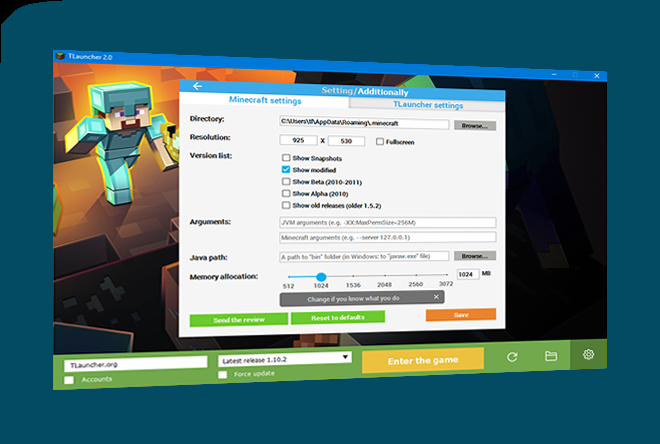 TLauncher 2.0
Setting/Additionally
Minecraft settings
TLauncher settings
Directory:
C:\Users\tl\AppData\Roaming\.minecraft
Browse...
Resolution:
925 X 530
Fullscreen
Version list:
Show Snapshots
Show modified
Show Beta (2010-2011)
Show Alpha (2010)
Show old releases (older 1.5.2)
Arguments:
JVM arguments (e.g. -XX:MaxPermSize=256M)
Minecraft arguments (e.g. --server 127.0.0.1)
Java path:
A path to "bin" folder (in Windows: to "javaw.exe" file)
Browse...
Memory allocation:
1024 MB
512 1024 1536 2048 2560 3072
Change if you know what you do
Send the review
Reset to defaults
Save
TLauncher.org
Latest release 1.10.2
Enter the game
Accounts
Force update